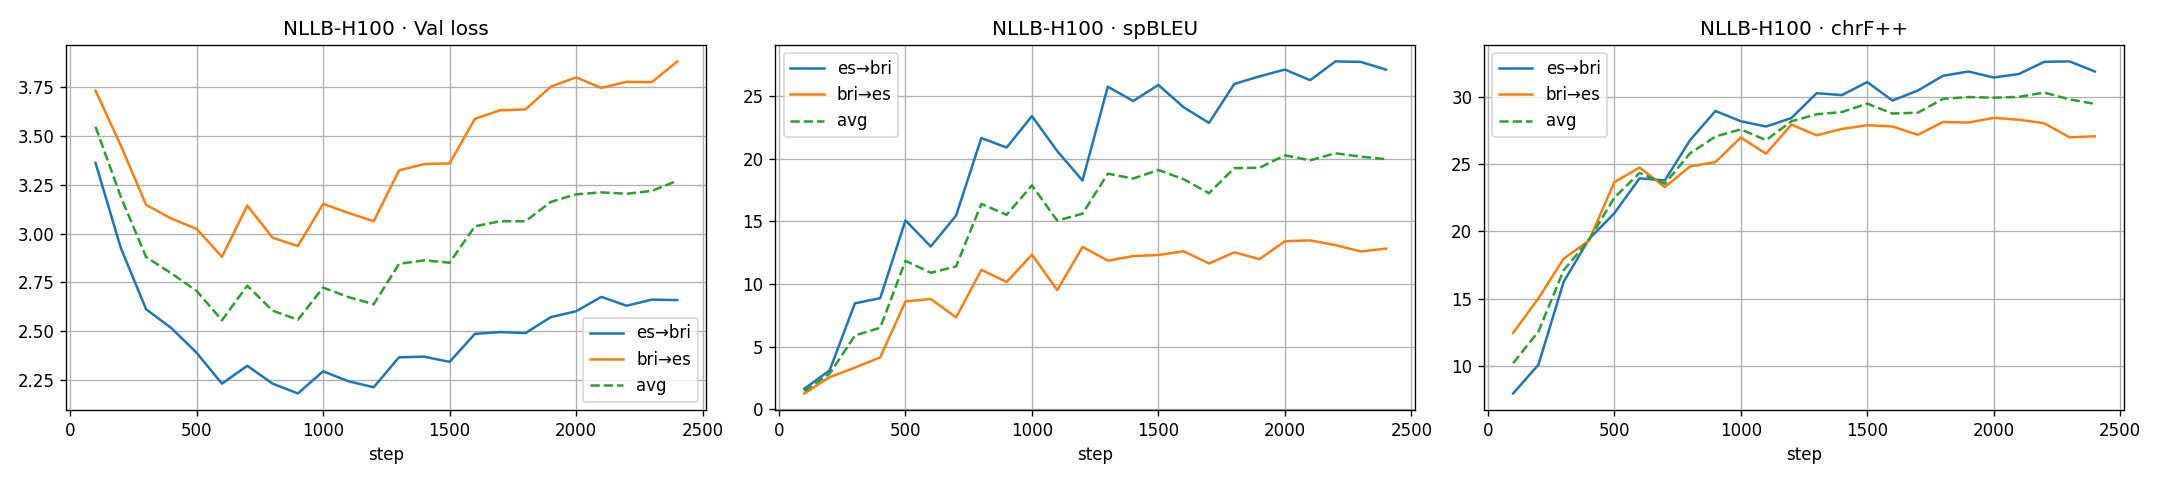 NLLB-H100 · Val loss
3.75
3.50
3.25
3.00
2.75
2.50
2.25
es→bri
bri→es
avg
0
500
1000
1500
2000
2500
step
NLLB-H100 · spBLEU
es→bri
bri→es
avg
25
20
15
10
5
0
0
500
1000
1500
2000
2500
step
NLLB-H100 · chrF++
es→bri
bri→es
avg
30
25
20
15
10
0
500
1000
1500
2000
2500
step